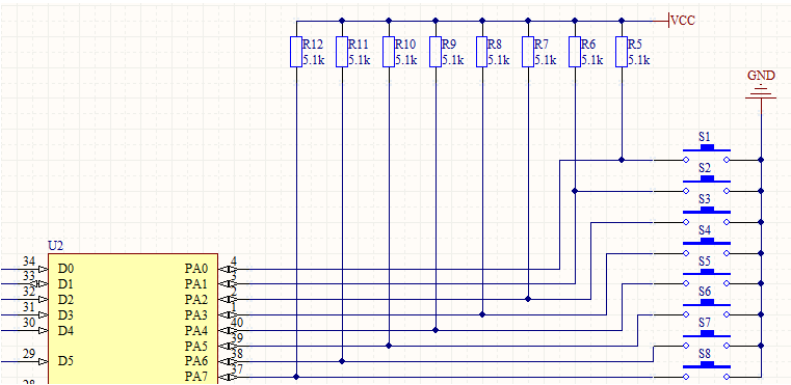 VCC
R12 R11 R10 R9 R8 R7 R6 R5
5.1k 5.1k 5.1k 5.1k 5.1k 5.1k 5.1k 5.1k
GND
S1
S2
S3
S4
S5
S6
S7
S8
U2
34 D0 PA0 4
33 D1 PA1 3
32 D2 PA2 2
31 D3 PA3 1
30 D4 PA4 40
PA5 39
29 D5 PA6 38
PA7 37
28